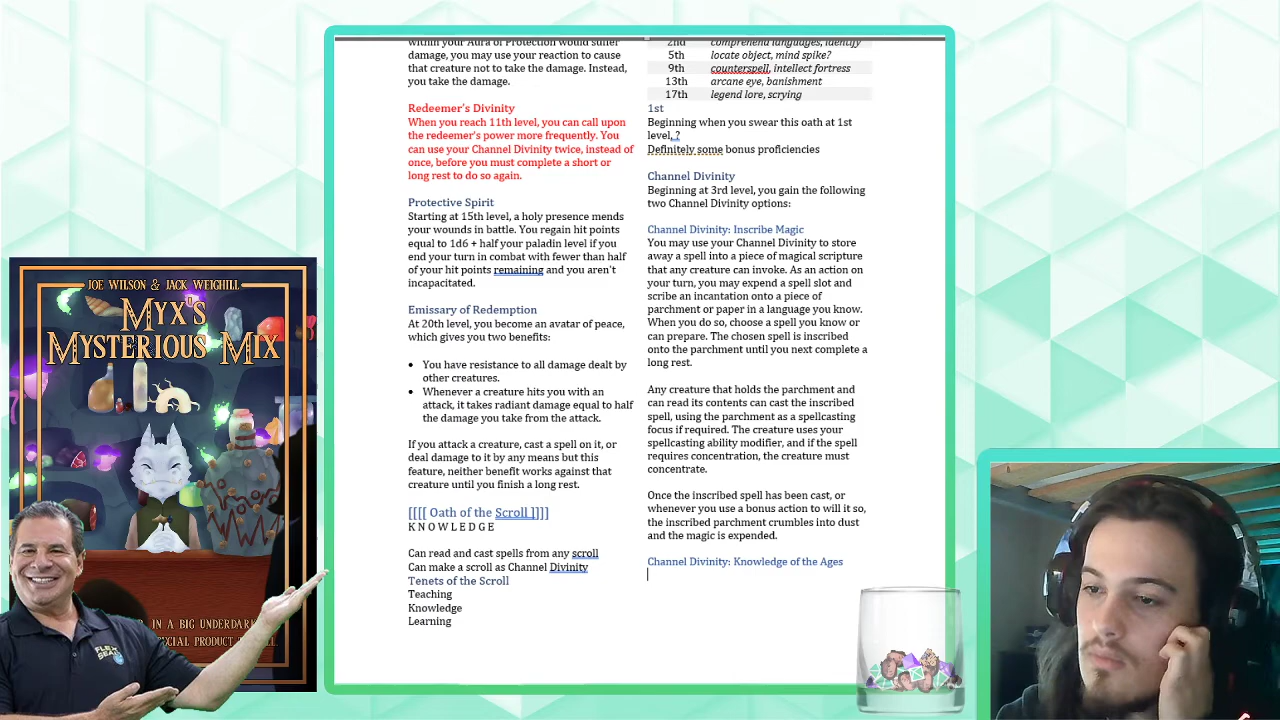 JOE WILSON & JACK WEIGHILL
MYX'S
MYSTERIOUS MIX
within your Aura of Protection would suffer
damage, you may use your reaction to cause
that creature not to take the damage. Instead,
you take the damage.
Redeemer's Divinity
When you reach 11th level, you can call upon
the redeemer's power more frequently. You
can use your Channel Divinity twice, instead of
once, before you must complete a short or
long rest to do so again.
Protective Spirit
Starting at 15th level, a holy presence mends
your wounds in battle. You regain hit points
equal to 1d6 + half your paladin level if you
end your turn in combat with fewer than half
of your hit points remaining and you aren't
incapacitated.
Emissary of Redemption
At 20th level, you become an avatar of peace,
which gives you two benefits:
• You have resistance to all damage dealt by
other creatures.
• Whenever a creature hits you with an
attack, it takes radiant damage equal to half
the damage you take from the attack.
If you attack a creature, cast a spell on it, or
deal damage to it by any means but this
feature, neither benefit works against that
creature until you finish a long rest.
[[[[ Oath of the Scroll ]]]]
K N O W L E D G E
Can read and cast spells from any scroll
Can make a scroll as Channel Divinity
Tenets of the Scroll
Teaching
Knowledge
Learning
2nd comprehend languages, identify
5th locate object, mind spike?
9th counterspell, intellect fortress
13th arcane eye, banishment
17th legend lore, scrying
1st
Beginning when you swear this oath at 1st
level, ?
Definitely some bonus proficiencies
Channel Divinity
Beginning at 3rd level, you gain the following
two Channel Divinity options:
Channel Divinity: Inscribe Magic
You may use your Channel Divinity to store
away a spell into a piece of magical scripture
that any creature can invoke. As an action on
your turn, you may expend a spell slot and
scribe an incantation onto a piece of
parchment or paper in a language you know.
When you do so, choose a spell you know or
can prepare. The chosen spell is inscribed
onto the parchment until you next complete a
long rest.
Any creature that holds the parchment and
can read its contents can cast the inscribed
spell, using the parchment as a spellcasting
focus if required. The creature uses your
spellcasting ability modifier, and if the spell
requires concentration, the creature must
concentrate.
Once the inscribed spell has been cast, or
whenever you use a bonus action to will it so,
the inscribed parchment crumbles into dust
and the magic is expended.
Channel Divinity: Knowledge of the Ages
IN A BIG UNDERDARK